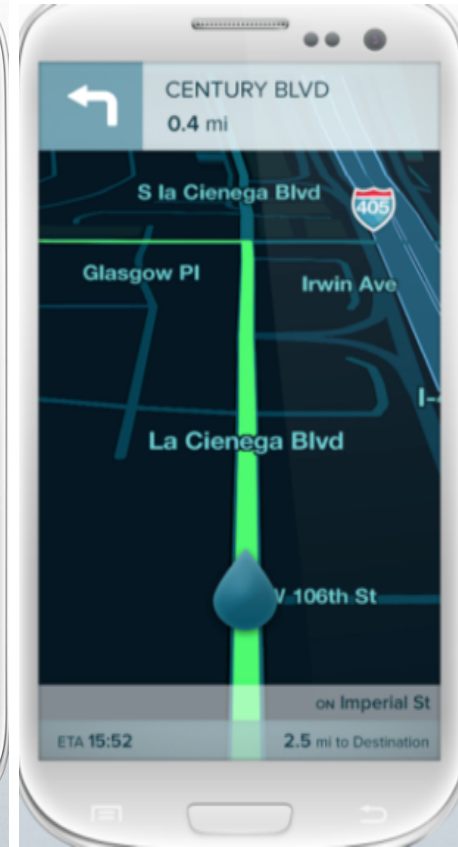 CENTURY BLVD
0.4 mi
S la Cienega Blvd
405
Glasgow Pl
Irwin Ave
I-
La Cienega Blvd
106th St
ON Imperial St
ETA 15:52
2.5 mi to Destination